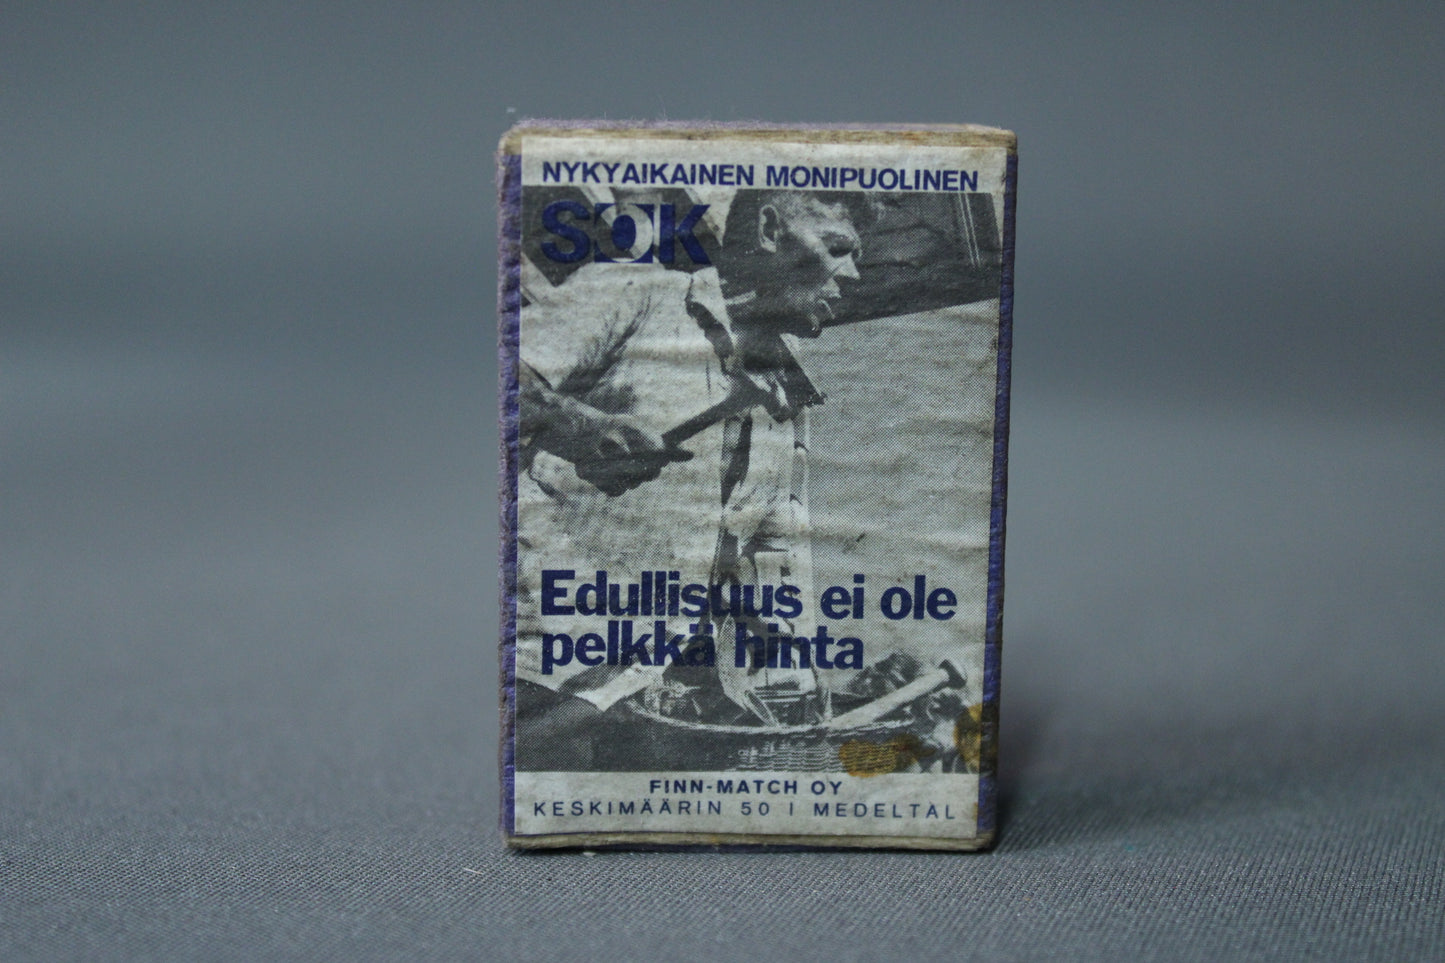 NYKYAIKAINEN MONIPUOLINEN
SOK
Edullisuus ei ole
pelkkä hinta
FINN-MATCH OY
KESKIMÄÄRIN 50 I MEDELTAL